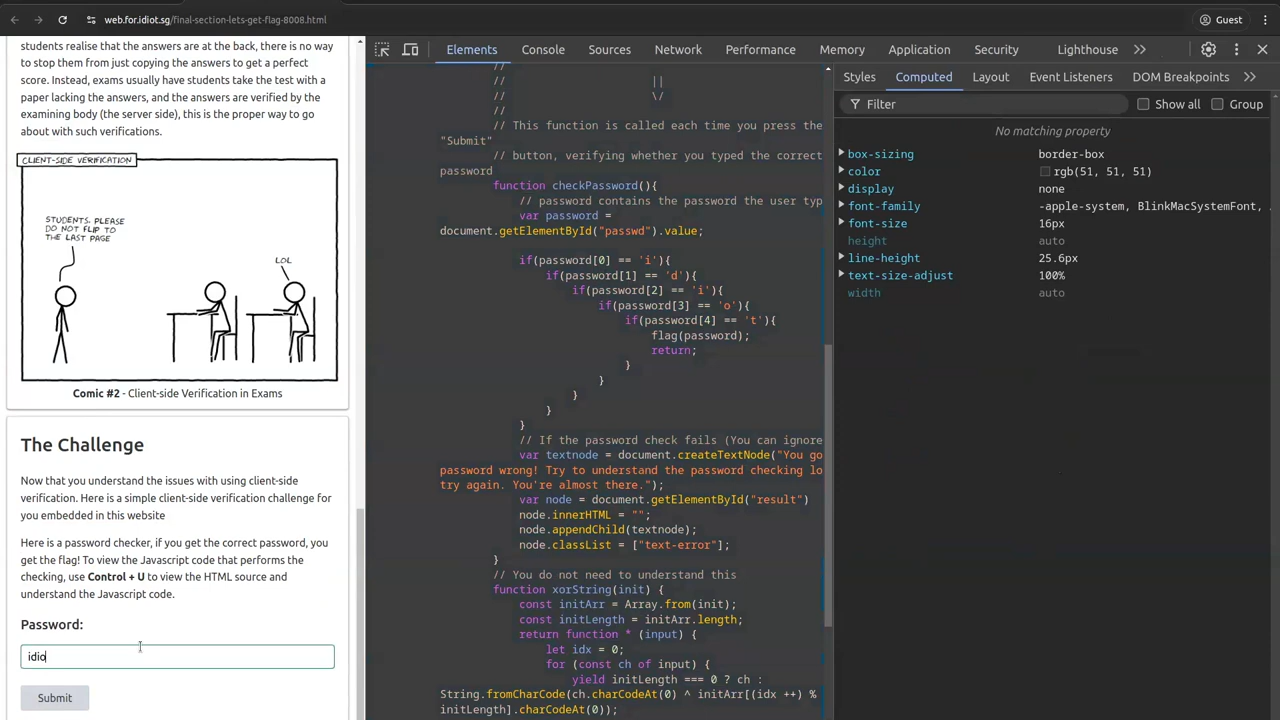 web.for.idiot.sg/final-section-lets-get-flag-8008.html
Guest
students realise that the answers are at the back, there is no way
to stop them from just copying the answers to get a perfect
score. Instead, exams usually have students take the test with a
paper lacking the answers, and the answers are verified by the
examining body (the server side), this is the proper way to go
about with such verifications.
CLIENT-SIDE VERIFICATION
STUDENTS, PLEASE
DO NOT FLIP TO
THE LAST PAGE
LOL
Comic #2 - Client-side Verification in Exams
The Challenge
Now that you understand the issues with using client-side
verification. Here is a simple client-side verification challenge for
you embedded in this website
Here is a password checker, if you get the correct password, you
get the flag! To view the Javascript code that performs the
checking, use Control + U to view the HTML source and
understand the Javascript code.
Password:
idio
Submit
Elements Console Sources Network Performance Memory Application Security Lighthouse
//
// ||
// \/
//
// This function is called each time you press the
"Submit"
// button, verifying whether you typed the correct
password
function checkPassword(){
// password contains the password the user typ
var password =
document.getElementById("passwd").value;
if(password[0] == 'i'){
if(password[1] == 'd'){
if(password[2] == 'i'){
if(password[3] == 'o'){
if(password[4] == 't'){
flag(password);
return;
}
}
}
}
}
// If the password check fails (You can ignore
var textnode = document.createTextNode("You go
password wrong! Try to understand the password checking lo
try again. You're almost there.");
var node = document.getElementById("result")
node.innerHTML = "";
node.appendChild(textnode);
node.classList = ["text-error"];
}
// You do not need to understand this
function xorString(init) {
const initArr = Array.from(init);
const initLength = initArr.length;
return function * (input) {
let idx = 0;
for (const ch of input) {
yield initLength === 0 ? ch :
String.fromCharCode(ch.charCodeAt(0) ^ initArr[(idx ++) %
initLength].charCodeAt(0));
Styles Computed Layout Event Listeners DOM Breakpoints
Filter Show all Group
No matching property
box-sizing border-box
color rgb(51, 51, 51)
display none
font-family -apple-system, BlinkMacSystemFont,
font-size 16px
height auto
line-height 25.6px
text-size-adjust 100%
width auto